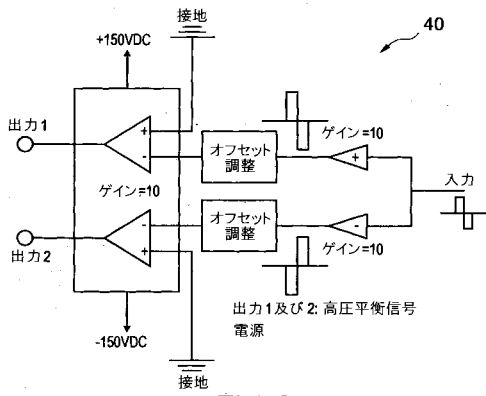 接地
40
+150VDC
出力1
+
-
オフセット
調整
ゲイン=10
+
入力
ゲイン=10
-
+
オフセット
調整
-
ゲイン=10
出力2
出力1及び2: 高圧平衡信号
電源
-150VDC
接地